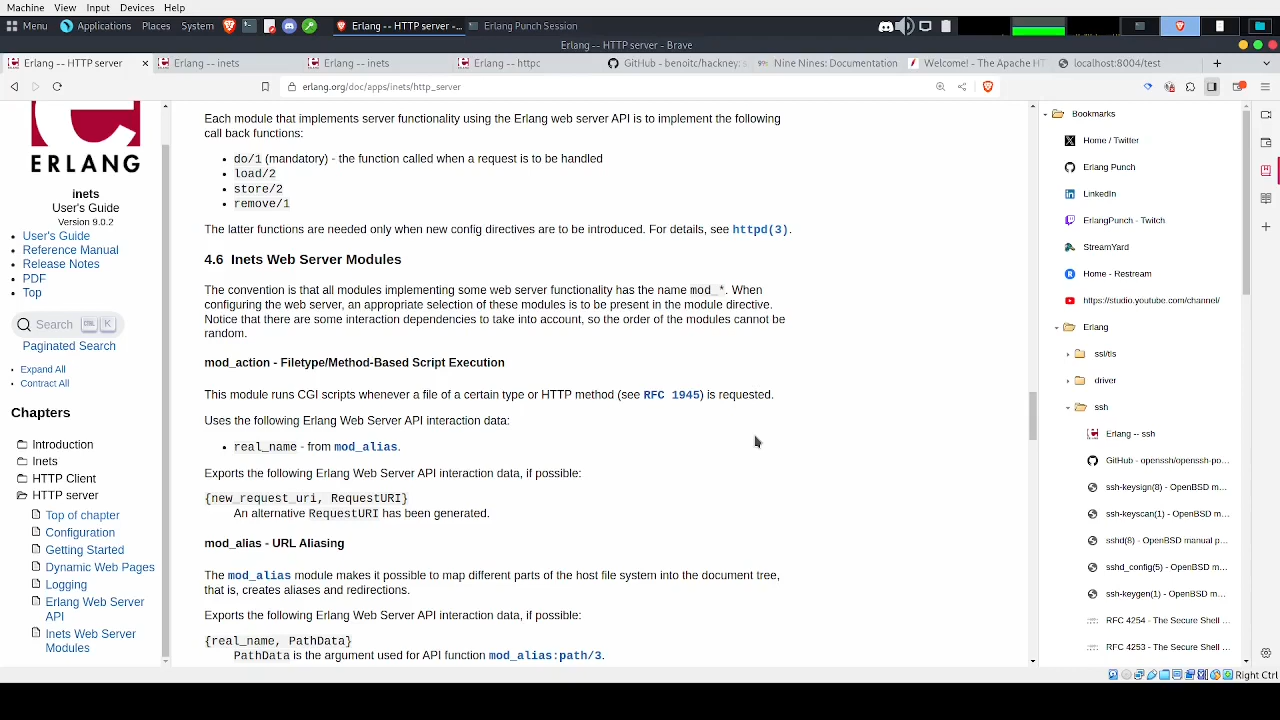 Machine View Input Devices Help
Menu Applications Places System Erlang -- HTTP server -... Erlang Punch Session
Erlang -- HTTP server - Brave
Erlang -- HTTP server Erlang -- inets Erlang -- inets Erlang -- httpc GitHub - benoitc/hackney: Nine Nines: Documentation Welcome! - The Apache HT localhost:8004/test
erlang.org/doc/apps/inets/http_server
ERLANG
inets
User's Guide
Version 9.0.2
User's Guide
Reference Manual
Release Notes
PDF
Top
Search CTRL K
Paginated Search
Expand All
Contract All
Chapters
Introduction
Inets
HTTP Client
HTTP server
Top of chapter
Configuration
Getting Started
Dynamic Web Pages
Logging
Erlang Web Server
API
Inets Web Server
Modules
Each module that implements server functionality using the Erlang web server API is to implement the following
call back functions:
do/1 (mandatory) - the function called when a request is to be handled
load/2
store/2
remove/1
The latter functions are needed only when new config directives are to be introduced. For details, see httpd(3).
4.6 Inets Web Server Modules
The convention is that all modules implementing some web server functionality has the name mod_*. When
configuring the web server, an appropriate selection of these modules is to be present in the module directive.
Notice that there are some interaction dependencies to take into account, so the order of the modules cannot be
random.
mod_action - Filetype/Method-Based Script Execution
This module runs CGI scripts whenever a file of a certain type or HTTP method (see RFC 1945) is requested.
Uses the following Erlang Web Server API interaction data:
real_name - from mod_alias.
Exports the following Erlang Web Server API interaction data, if possible:
{new_request_uri, RequestURI}
An alternative RequestURI has been generated.
mod_alias - URL Aliasing
The mod_alias module makes it possible to map different parts of the host file system into the document tree,
that is, creates aliases and redirections.
Exports the following Erlang Web Server API interaction data, if possible:
{real_name, PathData}
PathData is the argument used for API function mod_alias:path/3.
Bookmarks
Home / Twitter
Erlang Punch
LinkedIn
ErlangPunch - Twitch
StreamYard
Home - Restream
https://studio.youtube.com/channel/
Erlang
ssl/tls
driver
ssh
Erlang -- ssh
GitHub - openssh/openssh-po...
ssh-keysign(8) - OpenBSD m...
ssh-keyscan(1) - OpenBSD m...
sshd(8) - OpenBSD manual p...
sshd_config(5) - OpenBSD m...
ssh-keygen(1) - OpenBSD m...
RFC 4254 - The Secure Shell ...
RFC 4253 - The Secure Shell ...
Right Ctrl